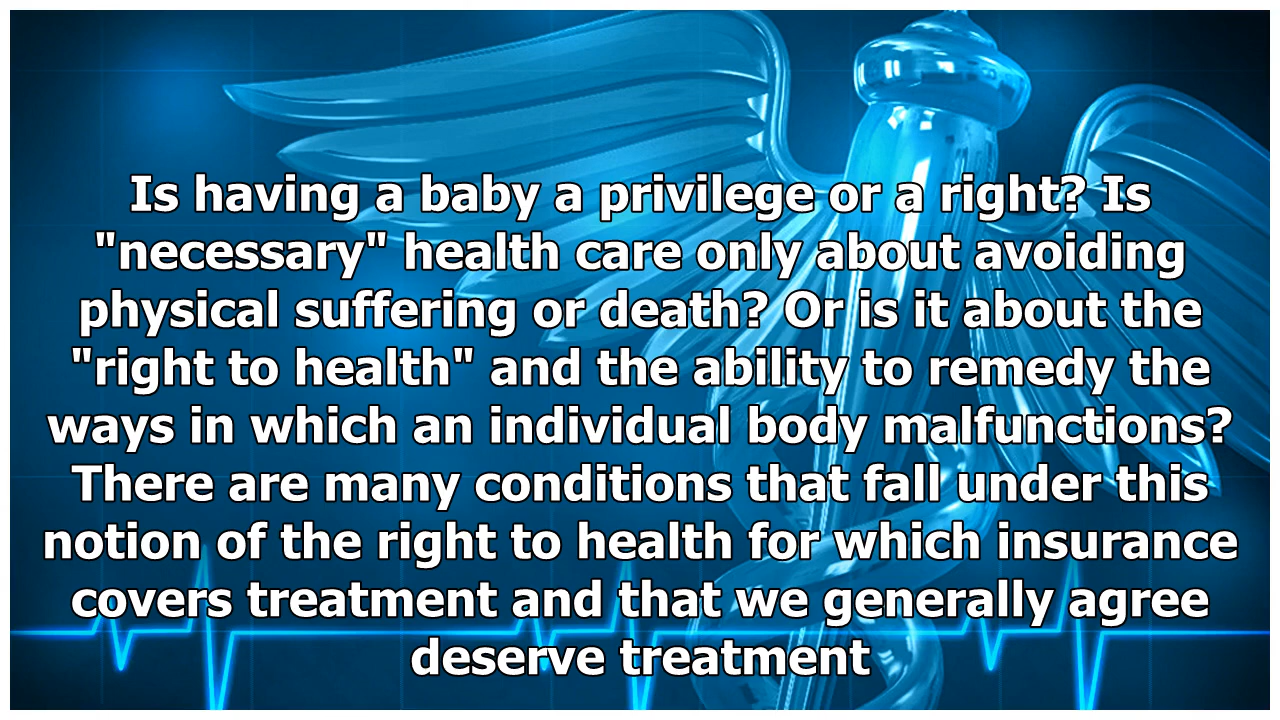 Is having a baby a privilege or a right? Is
"necessary" health care only about avoiding
physical suffering or death? Or is it about the
"right to health" and the ability to remedy the
ways in which an individual body malfunctions?
There are many conditions that fall under this
notion of the right to health for which insurance
covers treatment and that we generally agree
deserve treatment